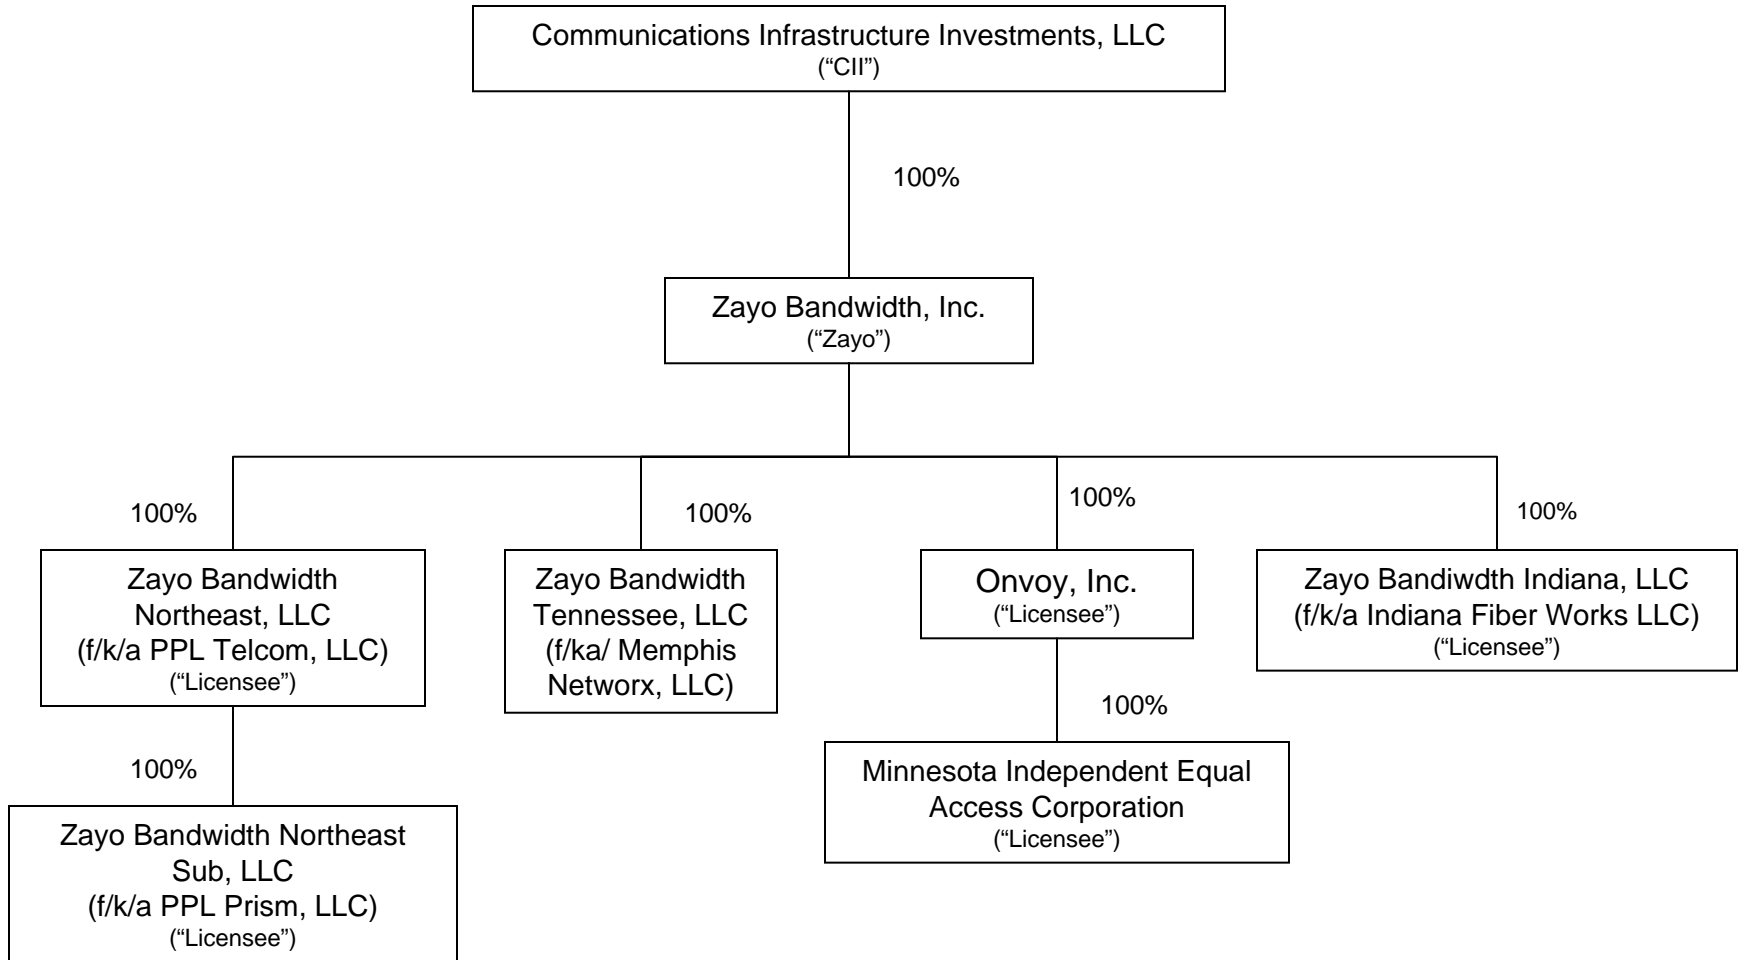 Communications Infrastructure Investments, LLC
(“CII”)
100%
Zayo Bandwidth, Inc.
(“Zayo”)
100%
100%
100%
100%
Zayo Bandwidth
Northeast, LLC
(f/k/a PPL Telcom, LLC)
(“Licensee”)
Zayo Bandwidth
Tennessee, LLC
(f/ka/ Memphis
Networx, LLC)
Onvoy, Inc.
(“Licensee”)
Zayo Bandiwdth Indiana, LLC
(f/k/a Indiana Fiber Works LLC)
(“Licensee”)
100%
100%
Zayo Bandwidth Northeast
Sub, LLC
(f/k/a PPL Prism, LLC)
(“Licensee”)
Minnesota Independent Equal
Access Corporation
(“Licensee”)